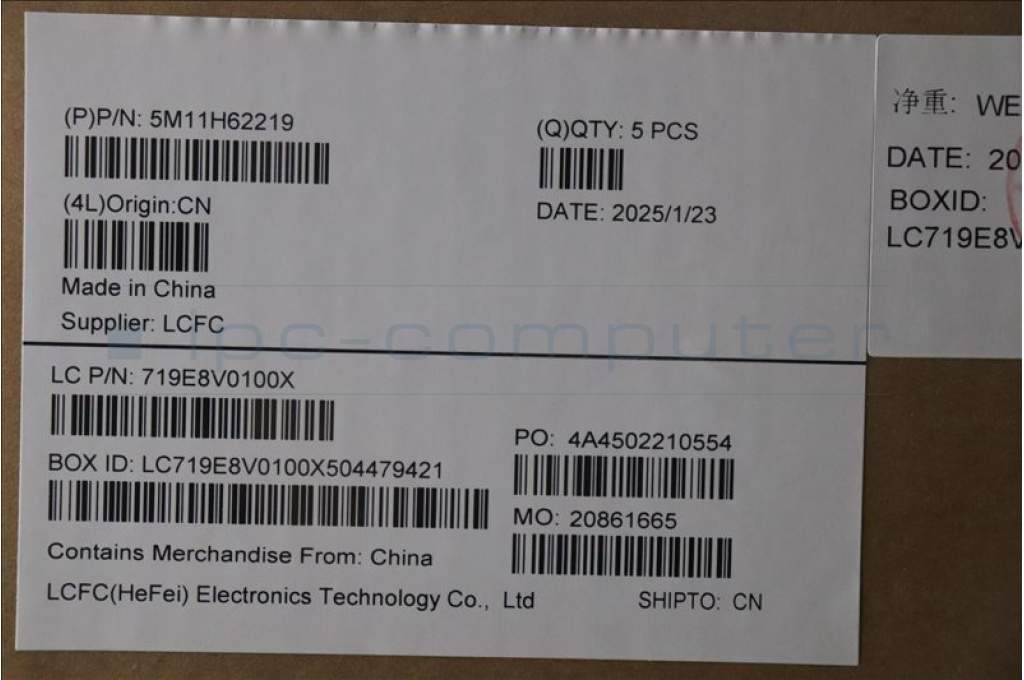 (P)P/N: 5M11H62219
(4L)Origin:CN
Made in China
Supplier: LCFC
(Q)QTY: 5 PCS
DATE: 2025/1/23
LC P/N: 719E8V0100X
BOX ID: LC719E8V0100X504479421
Contains Merchandise From: China
LCFC(HeFei) Electronics Technology Co., Ltd
PO: 4A4502210554
MO: 20861665
SHIPTO: CN
净重: WE
DATE: 20
BOXID:
LC719E8V
ipc-computer